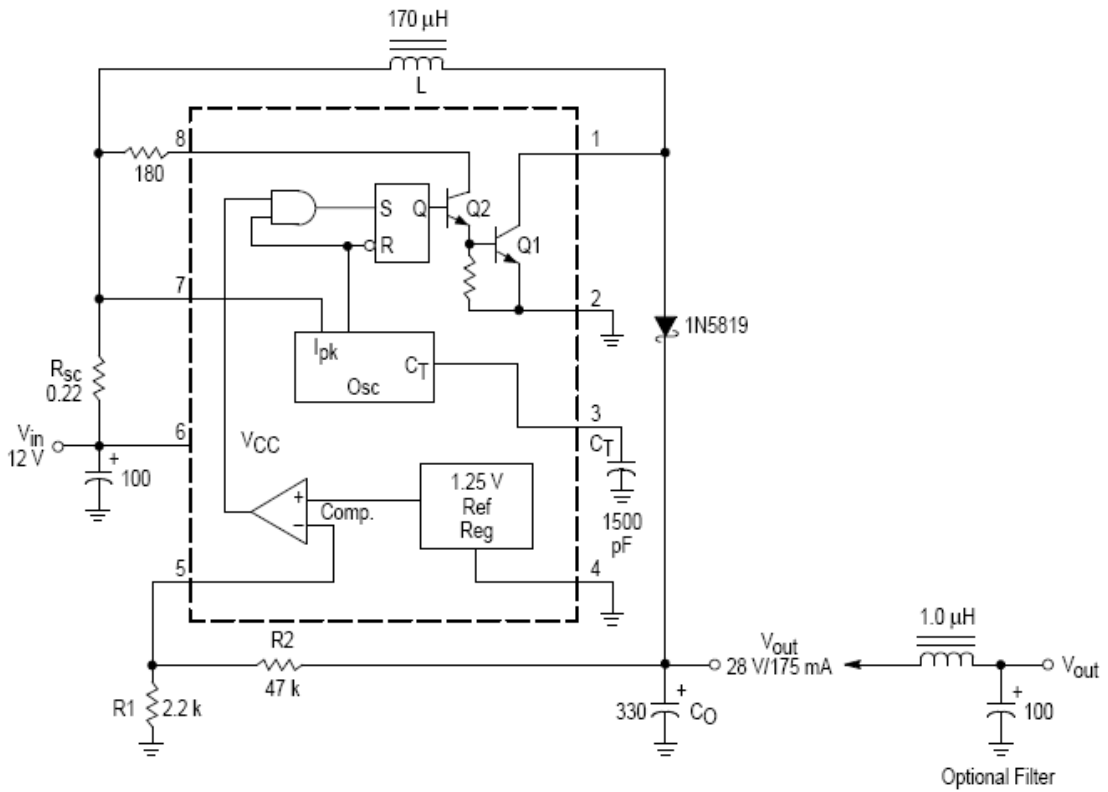 170 µH
L
8
1
180
S
Q
Q2
R
Q1
7
2
1N5819
Ipk
CT
Osc
Rsc
0.22
3
Vin
12 V
6
VCC
CT
100
+
1.25 V
Ref
Reg
+
−
Comp.
1500
pF
5
4
R2
47 k
1.0 µH
Vout
28 V/175 mA
Vout
R1
2.2 k
330
+
CO
+
100
Optional Filter